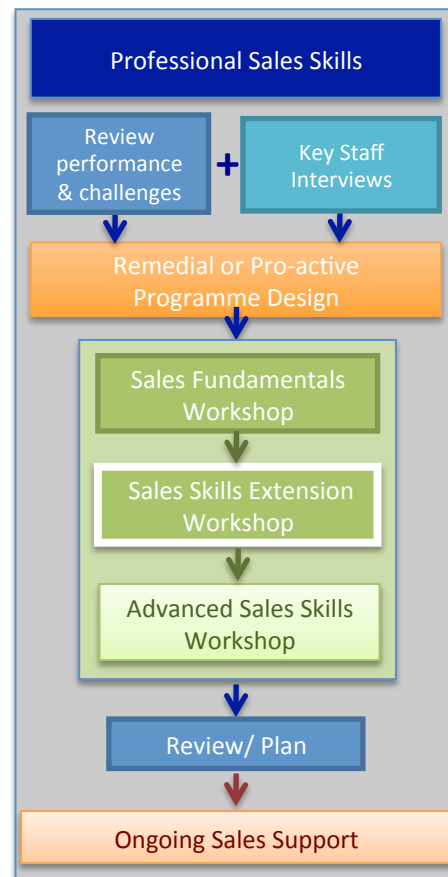 Professional Sales Skills
Review
performance
& challenges
+
Key Staff
Interviews
Remedial or Pro-active
Programme Design
Sales Fundamentals
Workshop
Sales Skills Extension
Workshop
Advanced Sales Skills
Workshop
Review/ Plan
Ongoing Sales Support